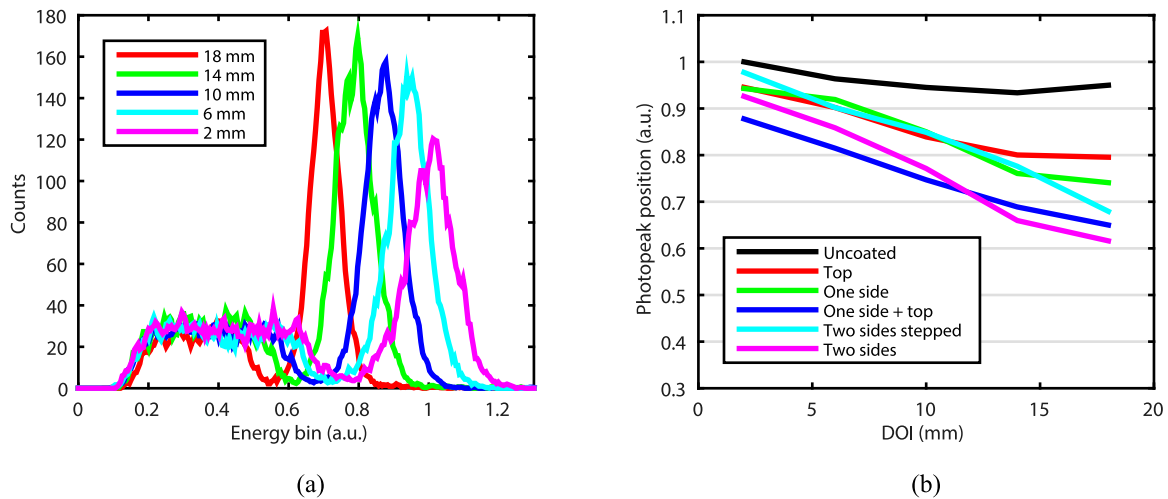 180
160
140
120
100
80
60
40
20
0
Counts
18 mm
14 mm
10 mm
6 mm
2 mm
0 0.2 0.4 0.6 0.8 1 1.2
Energy bin (a.u.)
(a)
1.1
1
0.9
0.8
0.7
0.6
0.5
0.4
0.3
Photopeak position (a.u.)
Uncoated
Top
One side
One side + top
Two sides stepped
Two sides
0 5 10 15 20
DOI (mm)
(b)